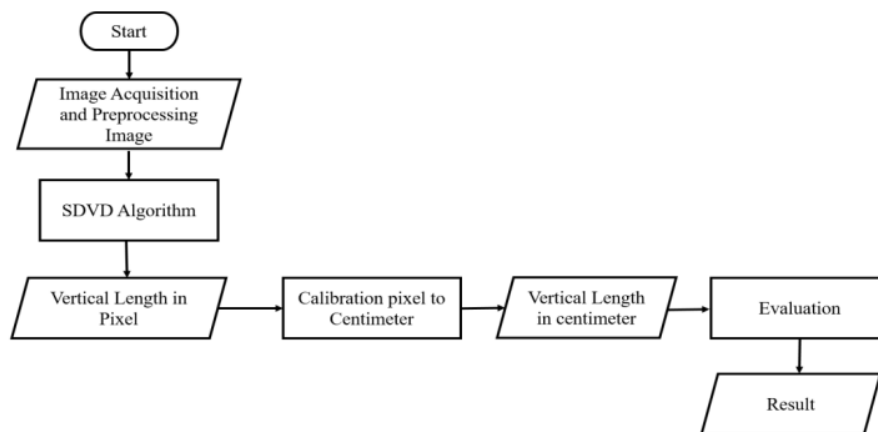 Start
Image Acquisition
and Preprocessing
Image
SDVD Algorithm
Vertical Length in
Pixel
Calibration pixel to
Centimeter
Vertical Length
in centimeter
Evaluation
Result